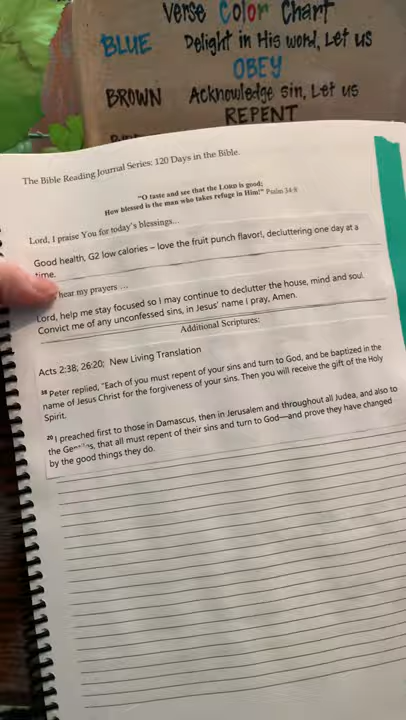 Verse Color Chart
BLUE Delight in His word, Let us
OBEY
BROWN Acknowledge sin, Let us
REPENT
The Bible Reading Journal Series: 120 Days in the Bible.
"O taste and see that the LORD is good;
How blessed is the man who takes refuge in Him!" Psalm 34:8
Lord, I praise You for today's blessings...
Good health, G2 low calories – love the fruit punch flavor!, decluttering one day at a
time.
hear my prayers ...
Lord, help me stay focused so I may continue to declutter the house, mind and soul.
Convict me of any unconfessed sins, in Jesus' name I pray, Amen.
Additional Scriptures:
Acts 2:38; 26:20; New Living Translation
38 Peter replied, "Each of you must repent of your sins and turn to God, and be baptized in the
name of Jesus Christ for the forgiveness of your sins. Then you will receive the gift of the Holy
Spirit.
20 I preached first to those in Damascus, then in Jerusalem and throughout all Judea, and also to
the Gentiles, that all must repent of their sins and turn to God—and prove they have changed
by the good things they do.